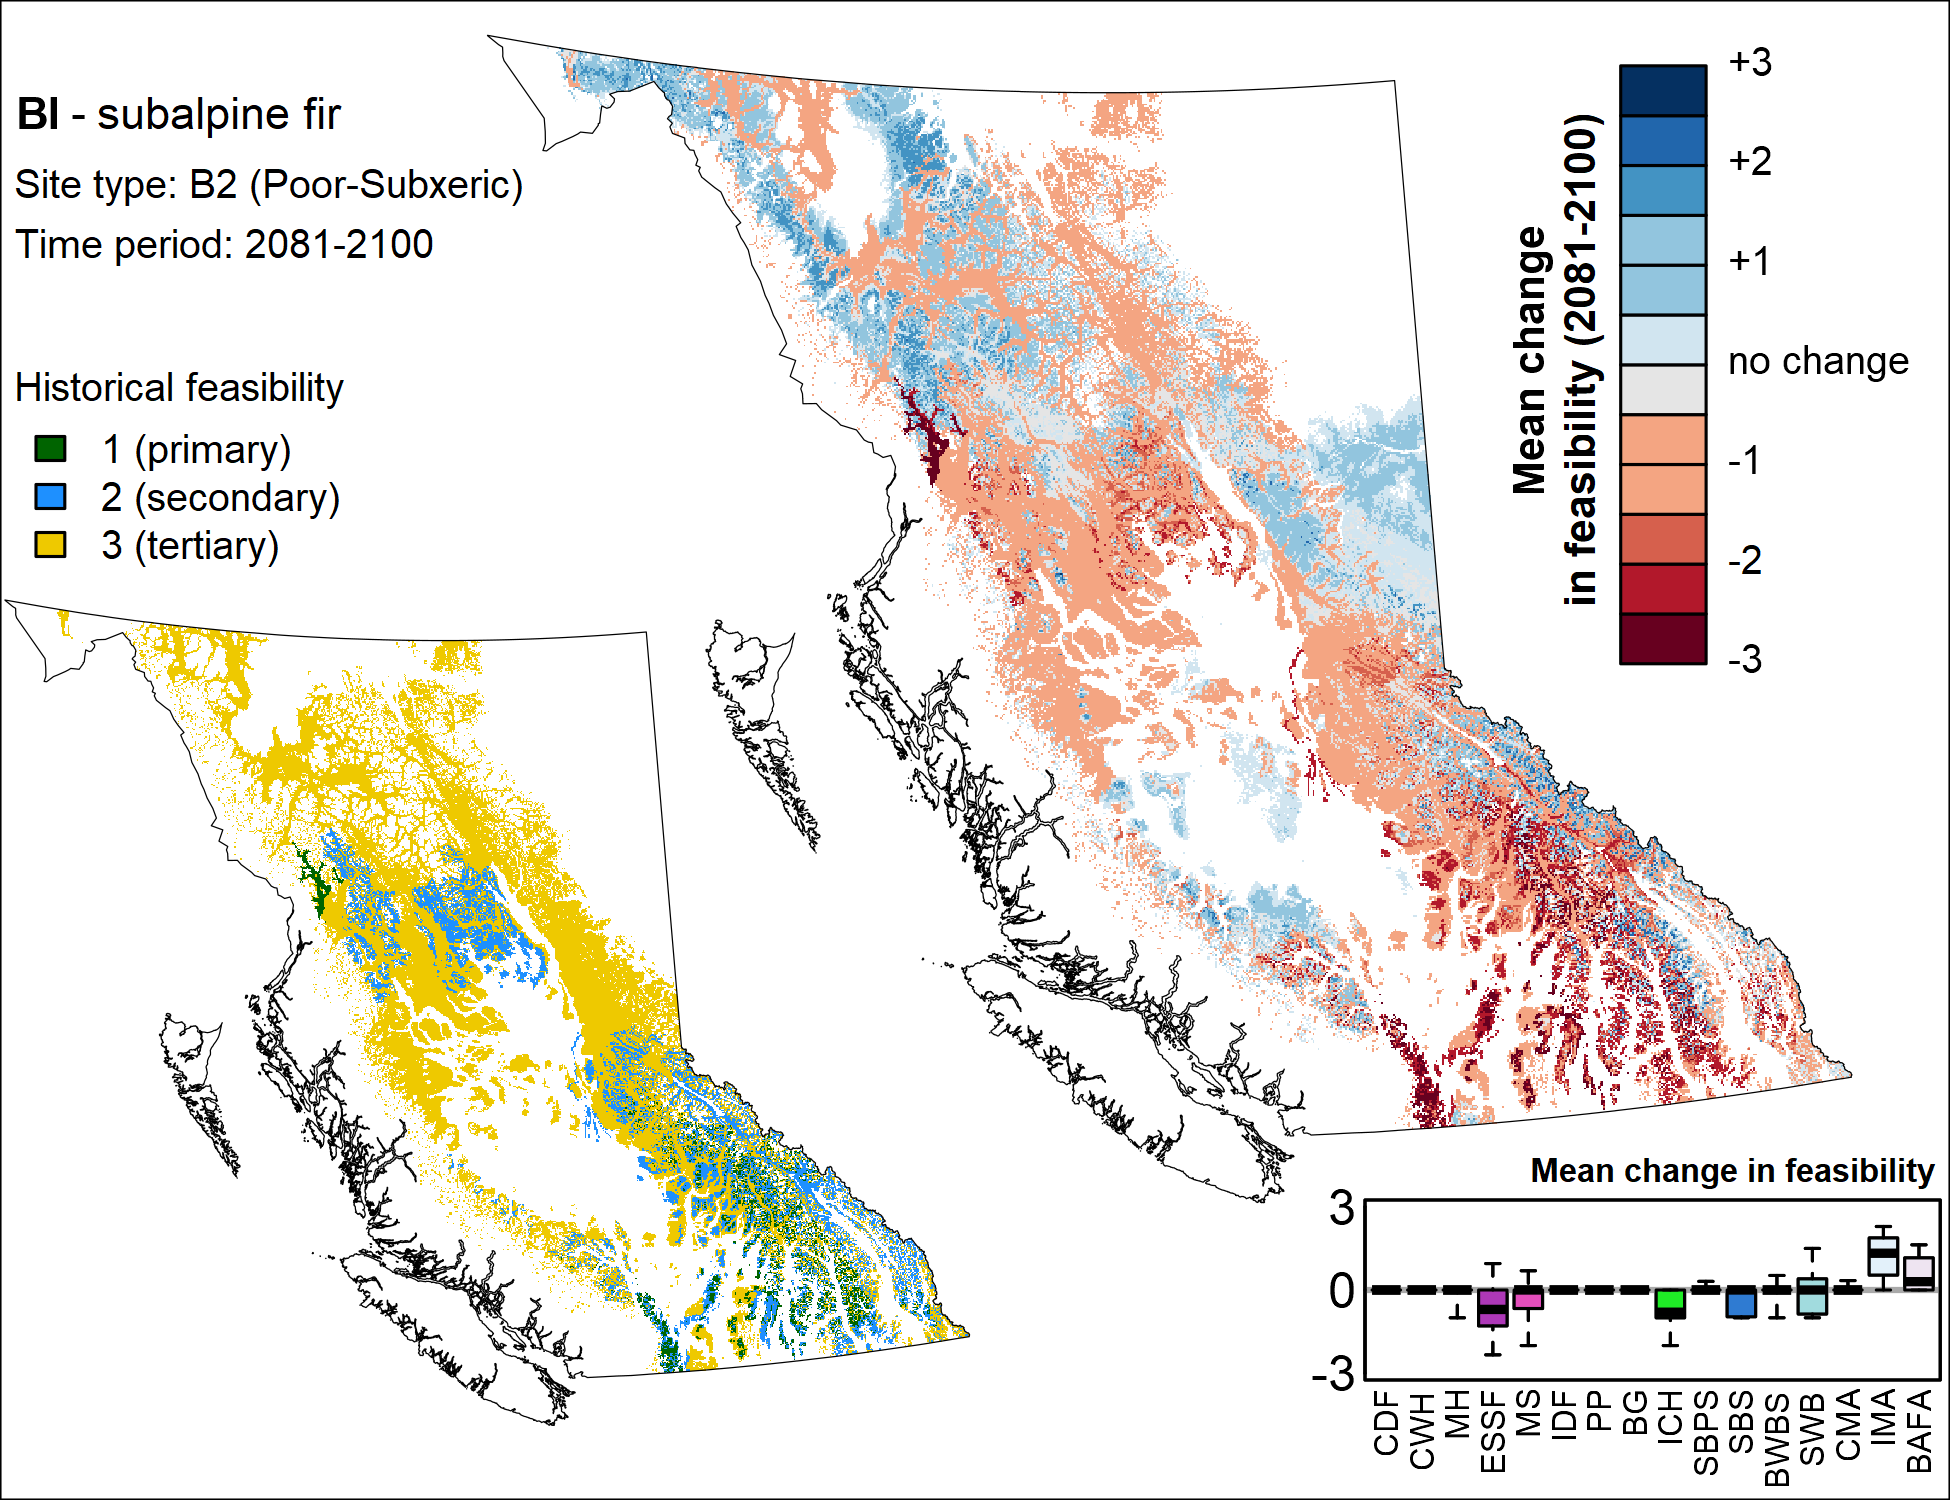 Bl - subalpine fir
Site type: B2 (Poor-Subxeric)
Time period: 2081-2100
Historical feasibility
1 (primary)
2 (secondary)
3 (tertiary)
Mean change
in feasibility (2081-2100)
+3
+2
+1
no change
-1
-2
-3
Mean change in feasibility
3
0
-3
CDF
CWH
MH
ESSF
MS
IDF
PP
BG
ICH
SBPS
SBS
BWBS
SWB
CMA
IMA
BAFA